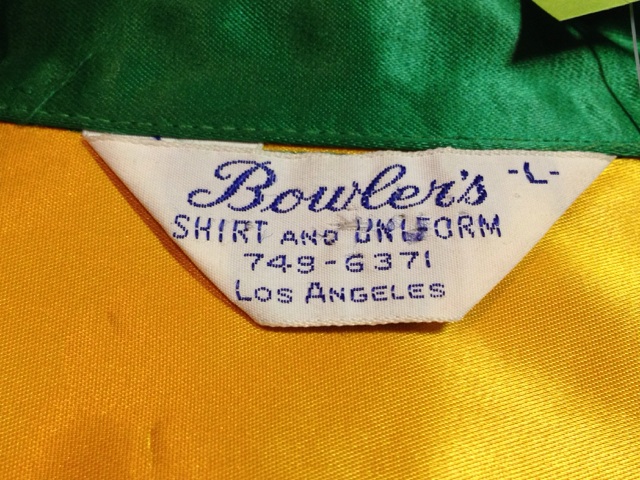 Bowler's -L-
SHIRT AND UNIFORM
749-6371
LOS ANGELES